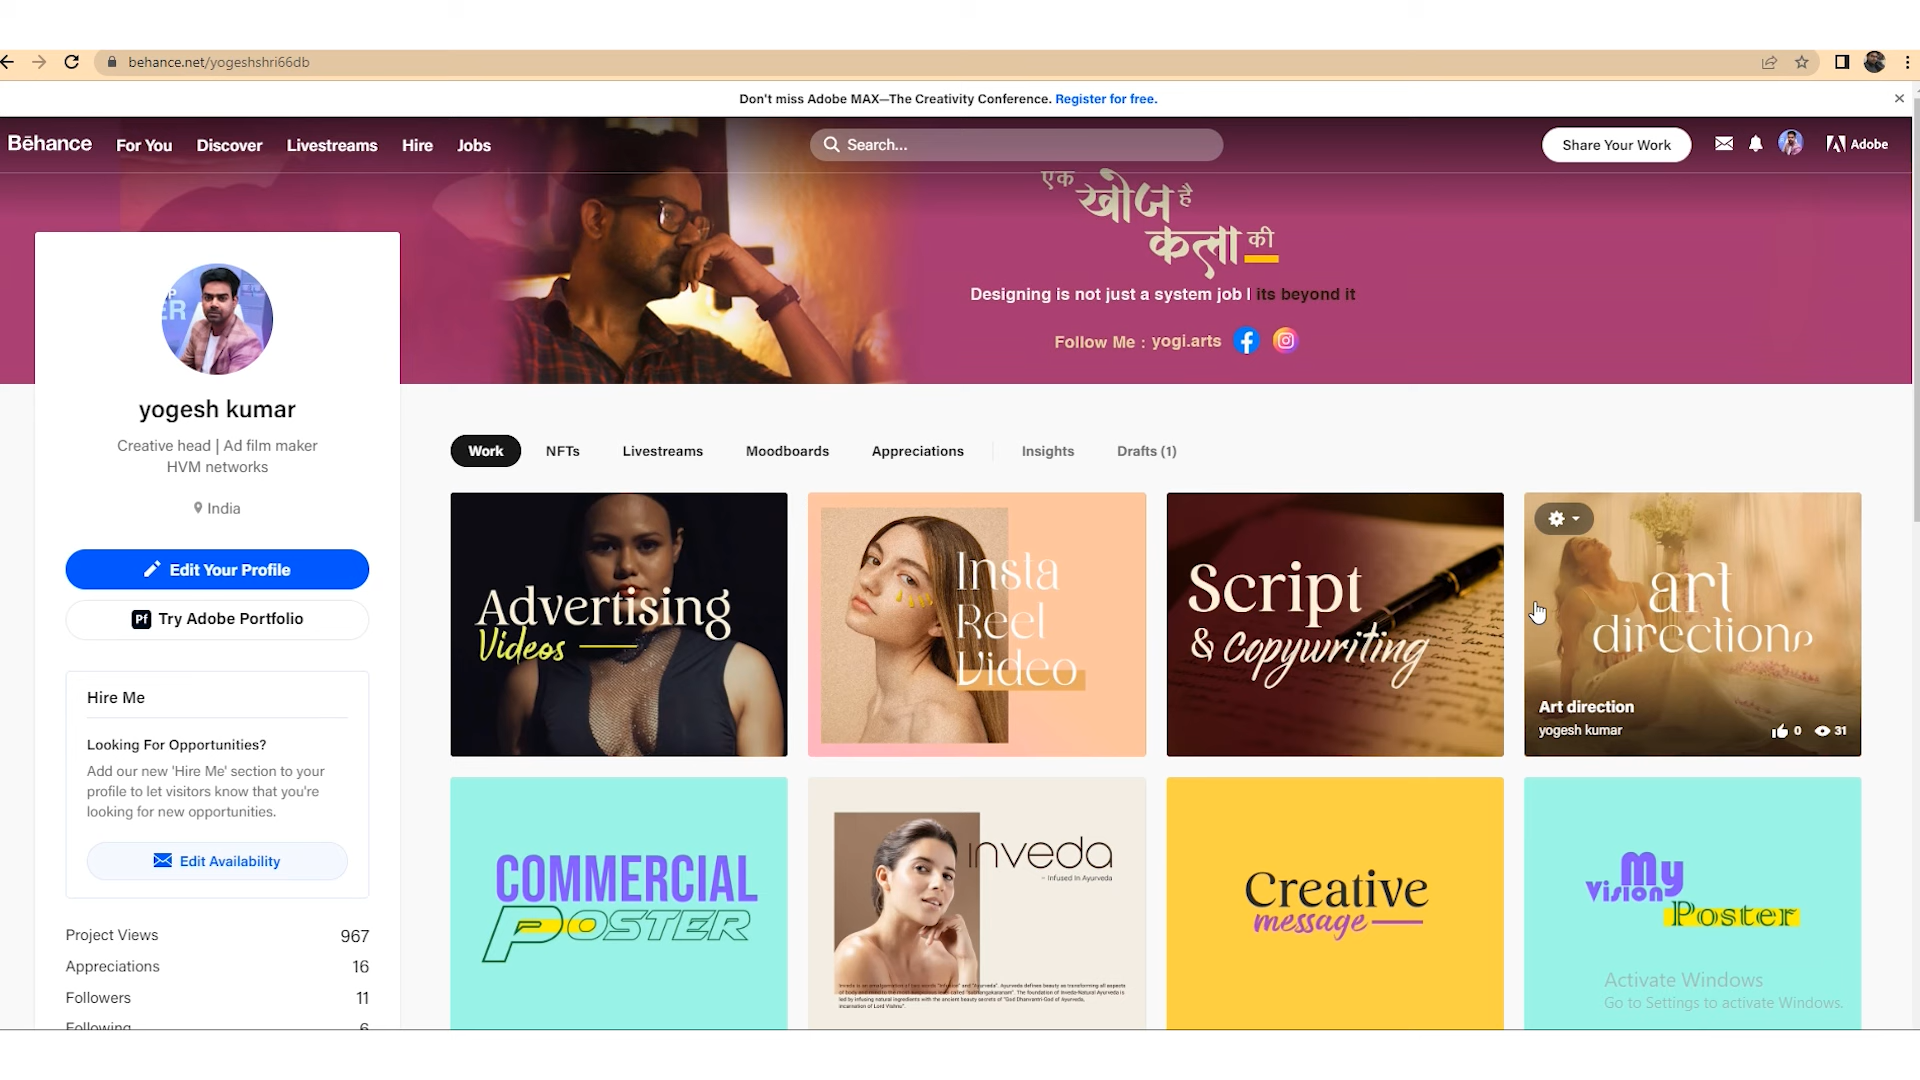 behance.net/yogeshshri66db
Don't miss Adobe MAX—The Creativity Conference. Register for free.
Bēhance
For You
Discover
Livestreams
Hire
Jobs
Search...
Share Your Work
Adobe
एक
खोज है
कला की
Designing is not just a system job | its beyond it
Follow Me : yogi.arts
yogesh kumar
Creative head | Ad film maker
HVM networks
India
Edit Your Profile
Pf Try Adobe Portfolio
Hire Me
Looking For Opportunities?
Add our new 'Hire Me' section to your
profile to let visitors know that you're
looking for new opportunities.
Edit Availability
Project Views 967
Appreciations 16
Followers 11
Following 6
Work
NFTs
Livestreams
Moodboards
Appreciations
Insights
Drafts (1)
Advertising
Videos
Insta
Reel
Video
Script
& Copywriting
art
direction
Art direction
yogesh kumar
0 31
COMMERCIAL
POSTER
Inveda
- Infused In Ayurveda
Creative
message
My
Vision
Poster
Activate Windows
Go to Settings to activate Windows.